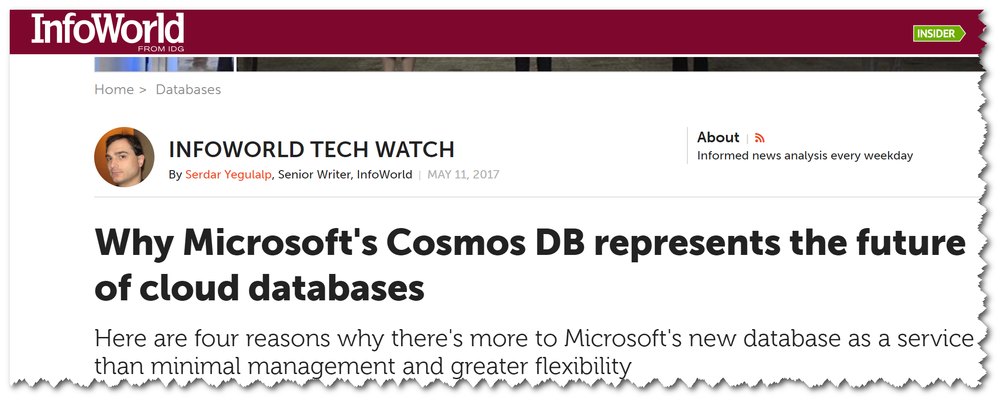 InfoWorld
FROM IDG
INSIDER
Home > Databases
INFOWORLD TECH WATCH
By Serdar Yegulalp, Senior Writer, InfoWorld | MAY 11, 2017
About |
Informed news analysis every weekday
Why Microsoft's Cosmos DB represents the future
of cloud databases
Here are four reasons why there's more to Microsoft's new database as a service
than minimal management and greater flexibility